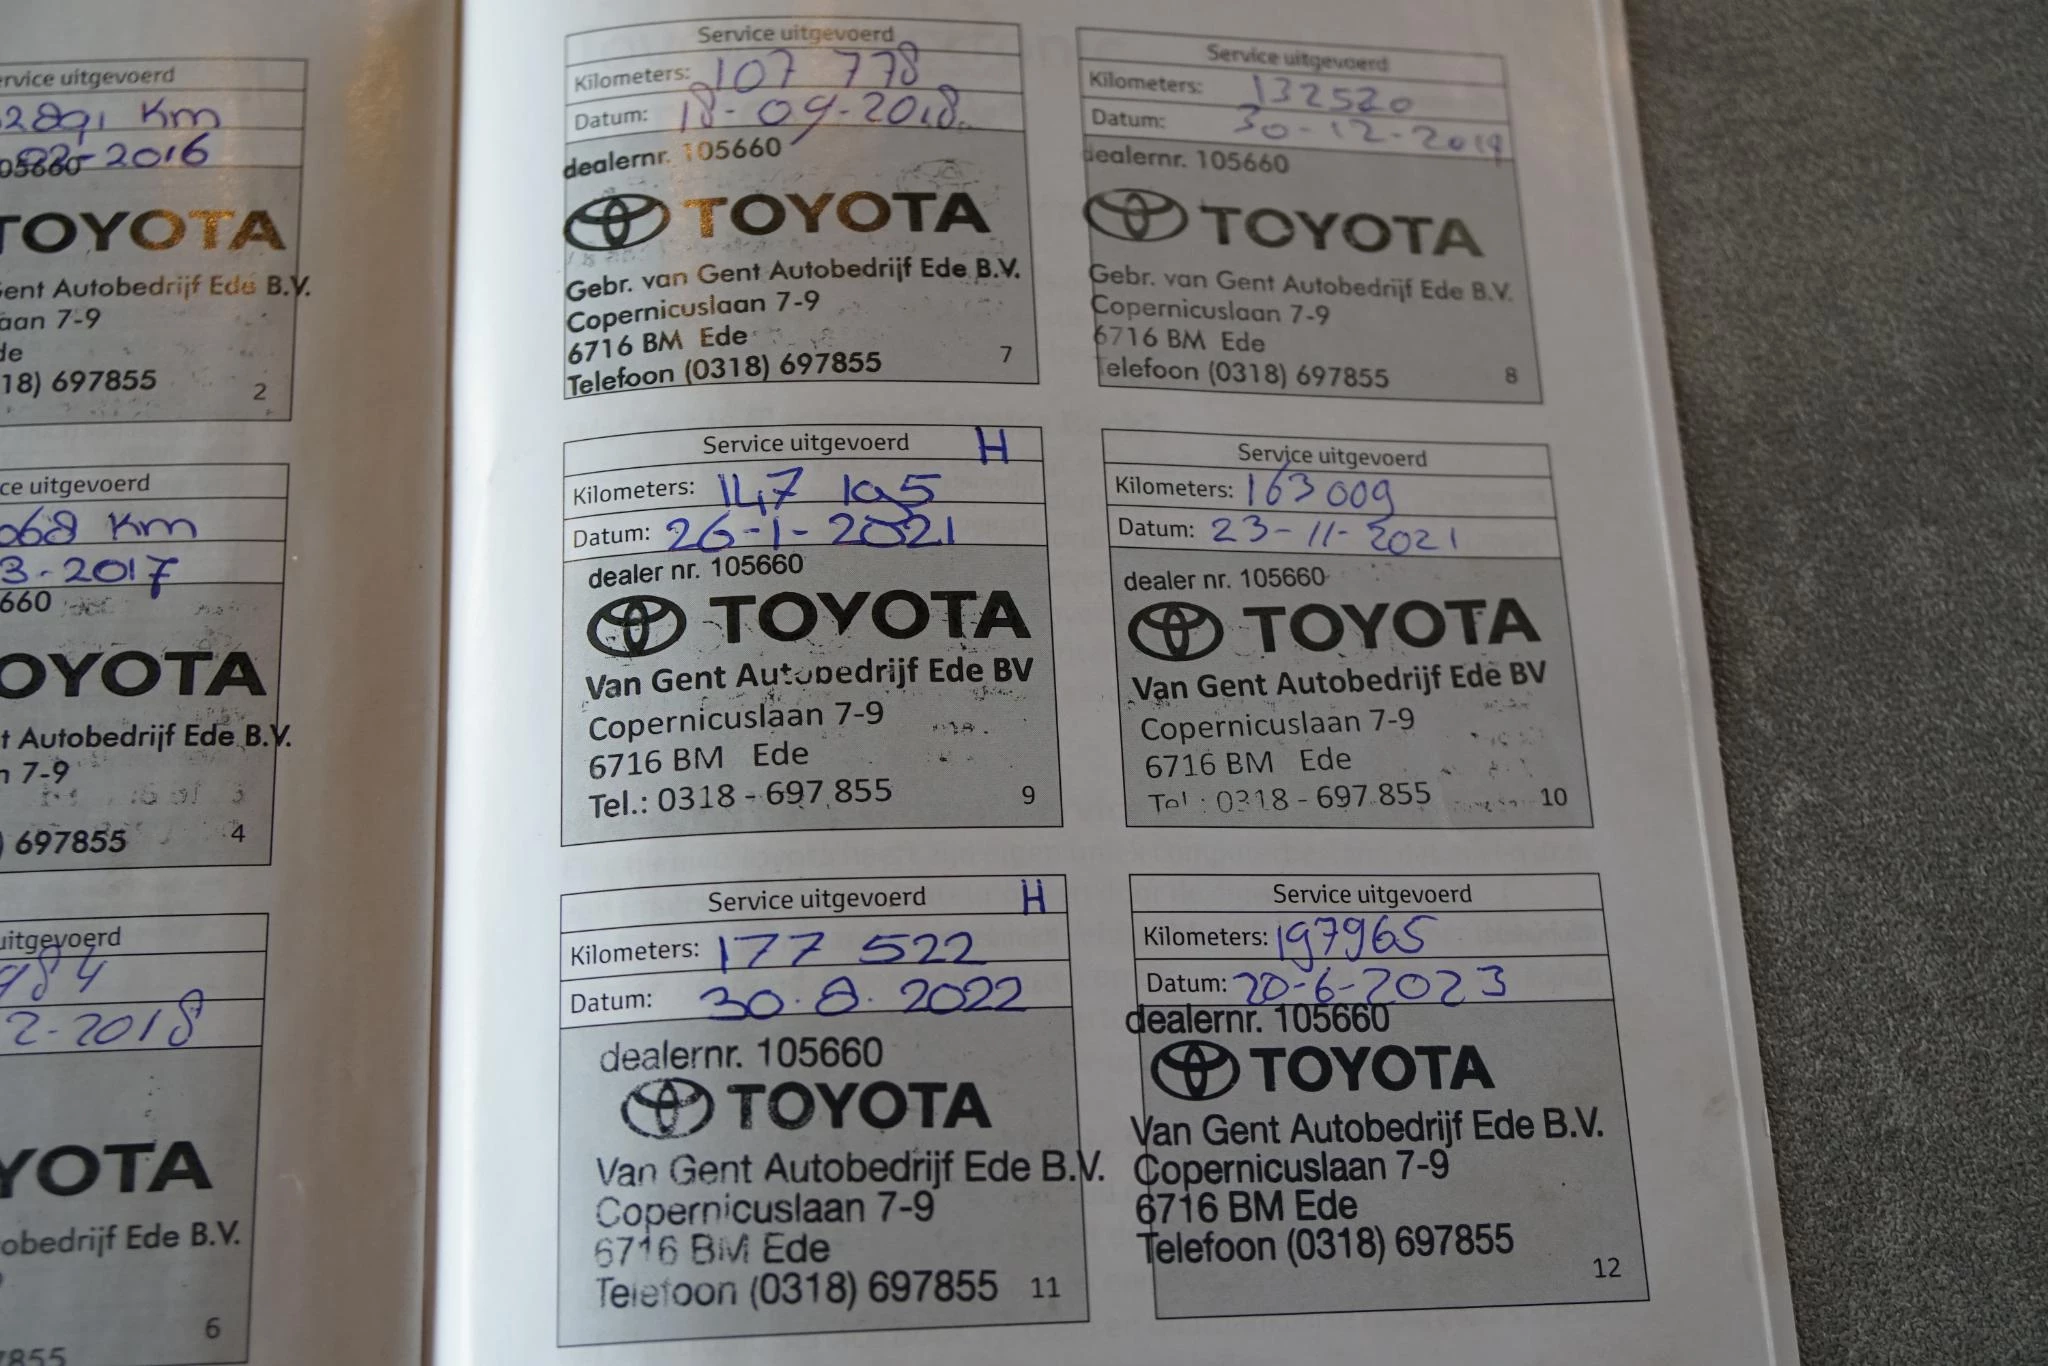 Service uitgevoerd
Km
2016
05660
TOYOTA
Gent Autobedrijf Ede B.V.
7-9
18) 697855
2
uitgevoerd
068 Km
3-2017
660
OYOTA
Autobedrijf Ede B.V.
7-9
) 697855
4
uitgevoerd
984
2-2018
YOTA
obedrijf Ede B.V.
7855
6
Service uitgevoerd
Kilometers: 107 778
Datum: 18-09-2018
dealernr. 105660
TOYOTA
Gebr. van Gent Autobedrijf Ede B.V.
Copernicuslaan 7-9
6716 BM Ede
Telefoon (0318) 697855
7
Service uitgevoerd
Kilometers: 132520
Datum: 30-12-2019
dealernr. 105660
TOYOTA
Gebr. van Gent Autobedrijf Ede B.V.
Copernicuslaan 7-9
6716 BM Ede
Telefoon (0318) 697855
8
Service uitgevoerd H
Kilometers: 147 195
Datum: 26-1-2021
dealer nr. 105660
TOYOTA
Van Gent Autobedrijf Ede BV
Copernicuslaan 7-9
6716 BM Ede
Tel.: 0318 - 697 855
9
Service uitgevoerd
Kilometers: 163 009
Datum: 23-11-2021
dealer nr. 105660
TOYOTA
Van Gent Autobedrijf Ede BV
Copernicuslaan 7-9
6716 BM Ede
Tel.: 0318 - 697 855
10
Service uitgevoerd H
Kilometers: 177 522
Datum: 30.8.2022
dealernr. 105660
TOYOTA
Van Gent Autobedrijf Ede B.V.
Copernicuslaan 7-9
6716 BM Ede
Telefoon (0318) 697855
11
Service uitgevoerd
Kilometers: 197965
Datum: 20-6-2023
dealernr. 105660
TOYOTA
Van Gent Autobedrijf Ede B.V.
Copernicuslaan 7-9
6716 BM Ede
Telefoon (0318) 697855
12